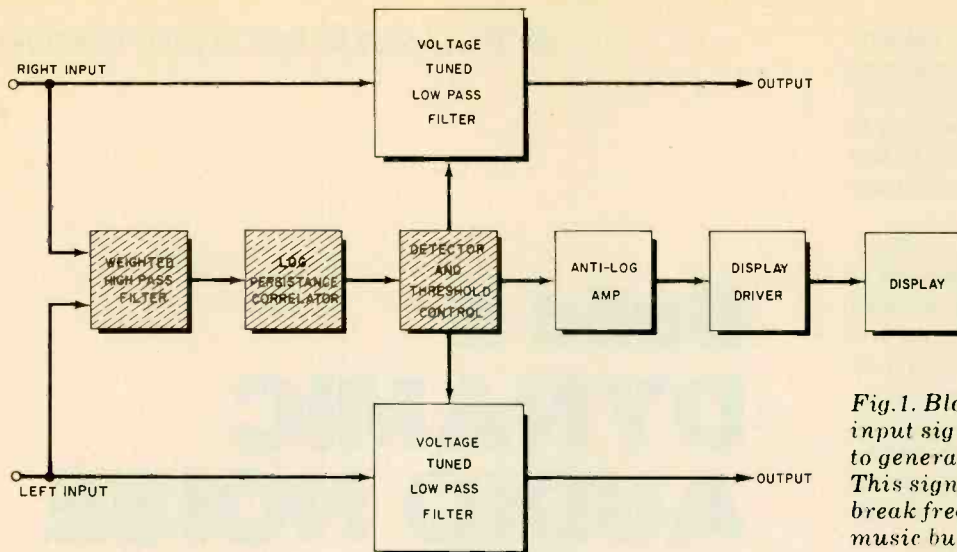 VOLTAGE
TUNED
LOW PASS
FILTER
RIGHT INPUT
OUTPUT
WEIGHTED
HIGH PASS
FILTER
LOG
PERSISTANCE
CORRELATOR
DETECTOR
AND
THRESHOLD
CONTROL
ANTI-LOG
AMP
DISPLAY
DRIVER
DISPLAY
LEFT INPUT
VOLTAGE
TUNED
LOW PASS
FILTER
OUTPUT
Fig. 1. Blo
input sig
to genera
This sign
break fre
music bu